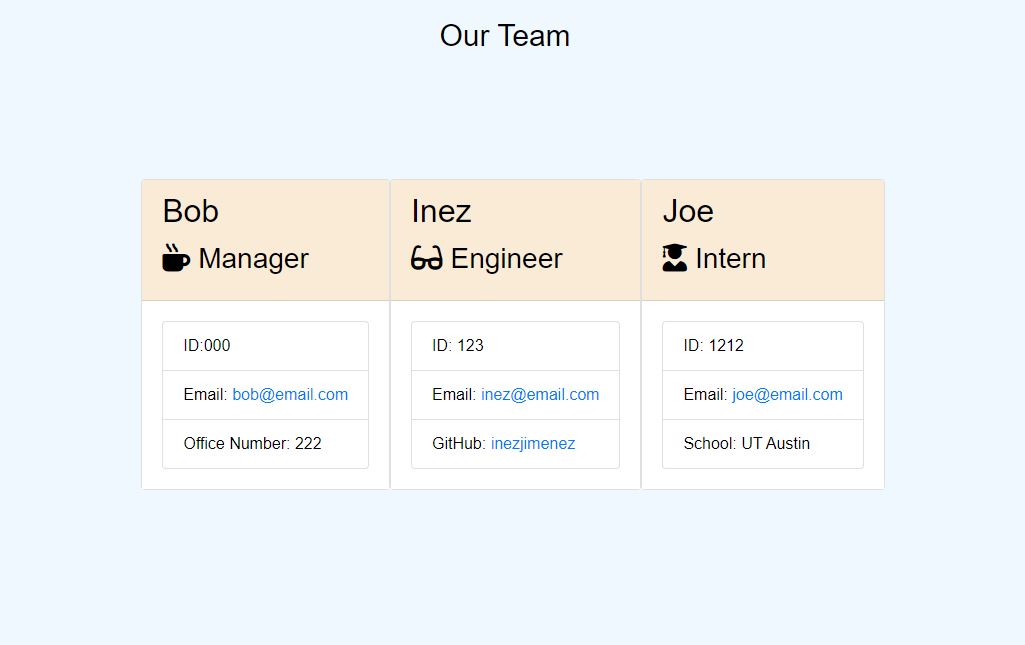 Our Team
Bob
Manager
ID:000
Email: bob@email.com
Office Number: 222
Inez
Engineer
ID: 123
Email: inez@email.com
GitHub: inezjimenez
Joe
Intern
ID: 1212
Email: joe@email.com
School: UT Austin